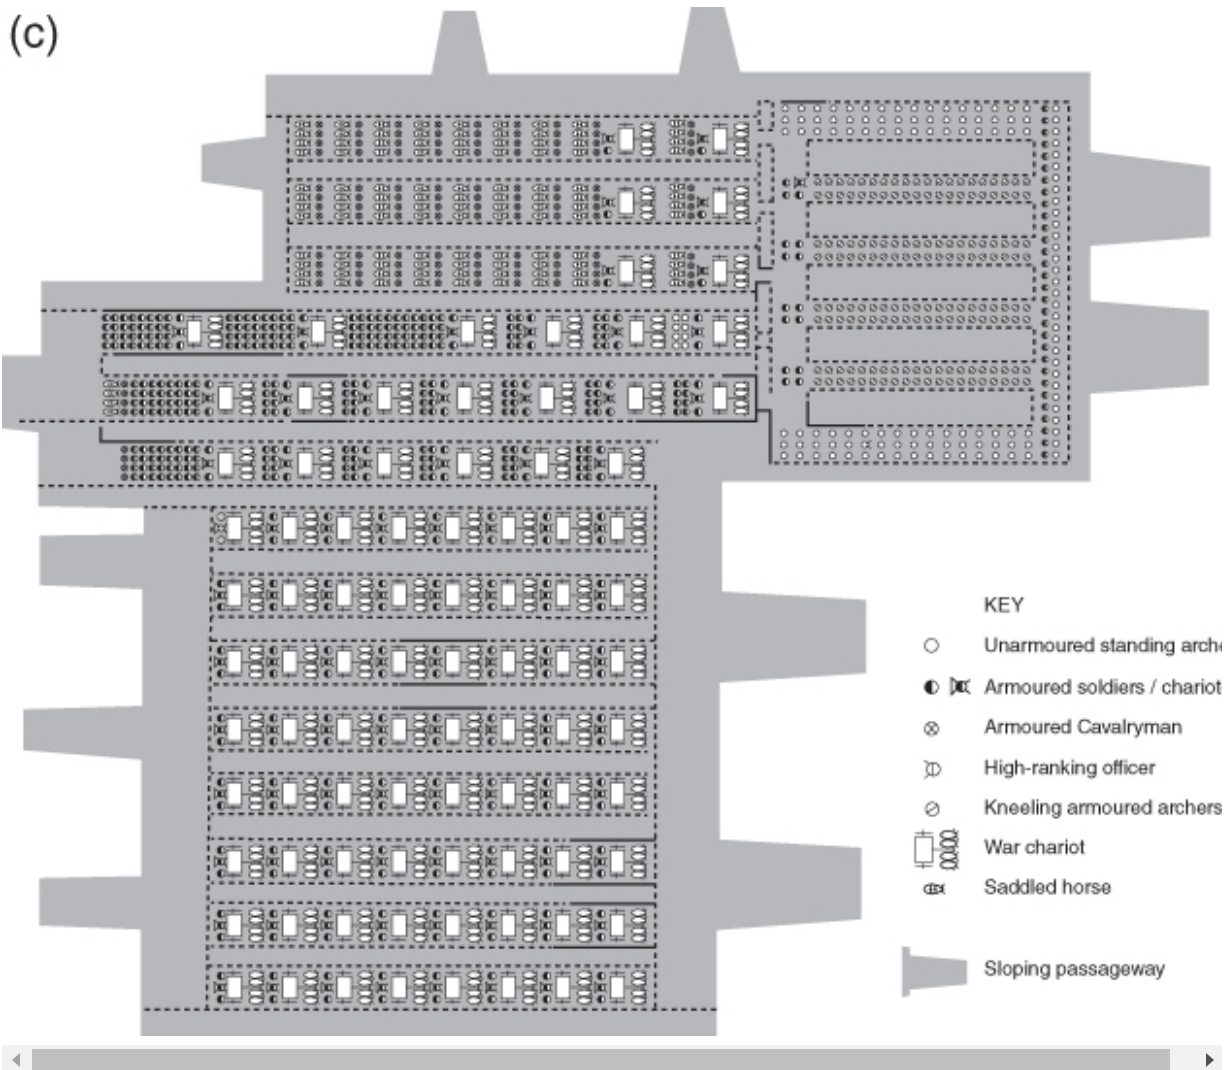 (c)
KEY
Unarmoured standing arche
Armoured soldiers / chariot
Armoured Cavalryman
High-ranking officer
Kneeling armoured archers
War chariot
Saddled horse
Sloping passageway